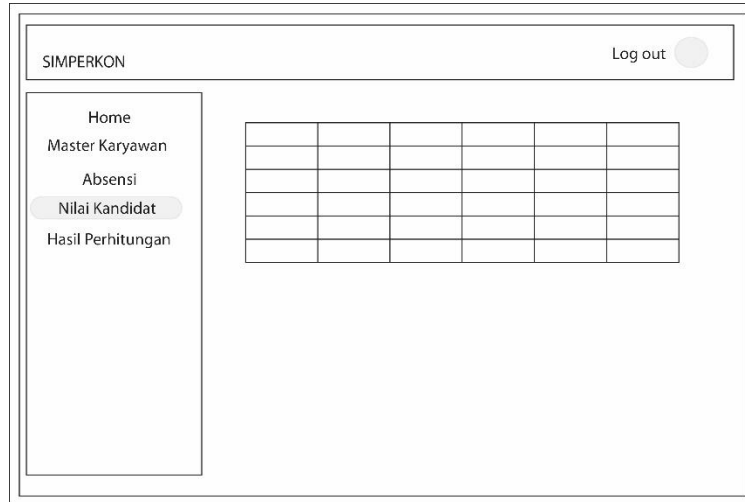 SIMPERKON
Log out
Home
Master Karyawan
Absensi
Nilai Kandidat
Hasil Perhitungan